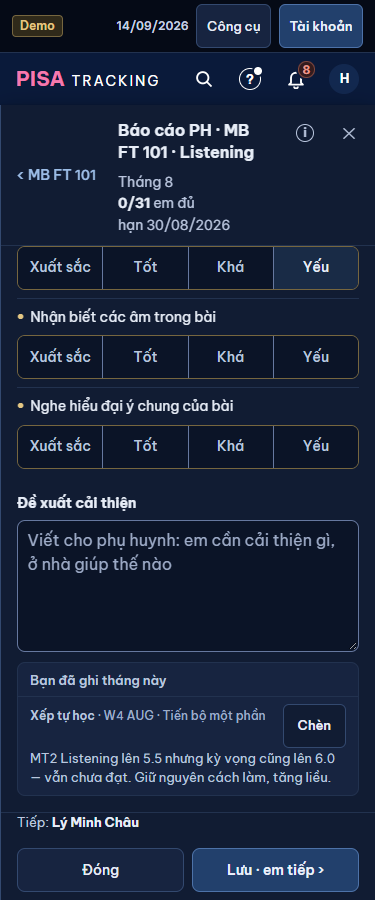 Demo
14/09/2026
Công cụ
Tài khoản
PISA TRACKING
?
8
H
‹ MB FT 101
Báo cáo PH · MB
FT 101 · Listening
Tháng 8
0/31 em đủ
hạn 30/08/2026
Xuất sắc Tốt Khá Yếu
• Nhận biết các âm trong bài
Xuất sắc Tốt Khá Yếu
• Nghe hiểu đại ý chung của bài
Xuất sắc Tốt Khá Yếu
Đề xuất cải thiện
Viết cho phụ huynh: em cần cải thiện gì,
ở nhà giúp thế nào
Bạn đã ghi tháng này
Xếp tự học · W4 AUG · Tiến bộ một phần
Chèn
MT2 Listening lên 5.5 nhưng kỳ vọng cũng lên 6.0
— vẫn chưa đạt. Giữ nguyên cách làm, tăng liều.
Tiếp: Lý Minh Châu
Đóng
Lưu · em tiếp ›